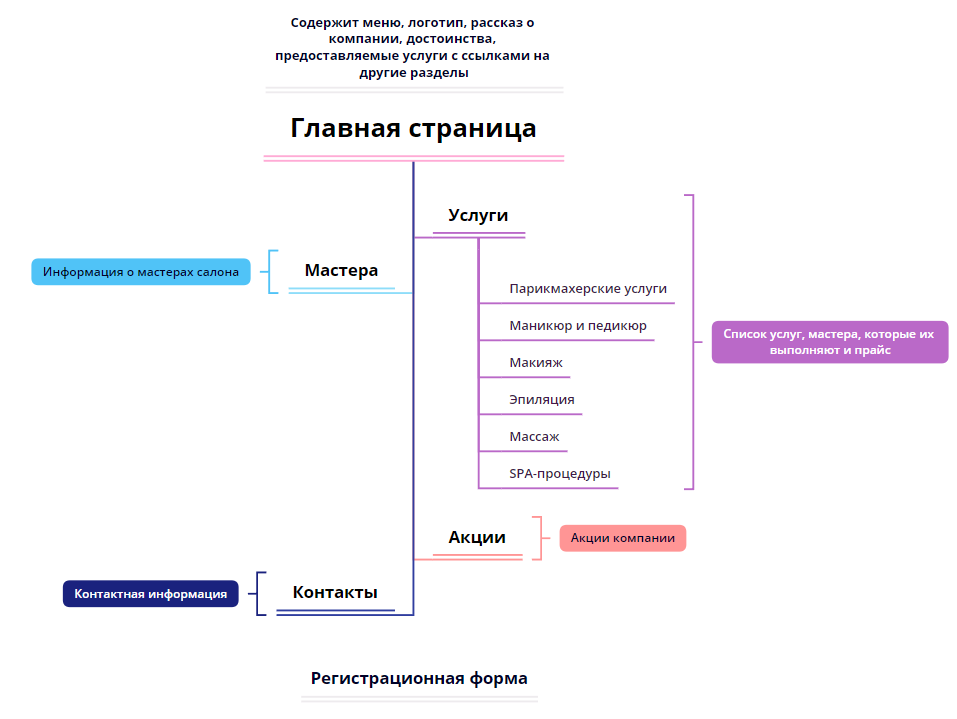 Содержит меню, логотип, рассказ о
компании, достоинства,
предоставляемые услуги с ссылками на
другие разделы
Главная страница
Услуги
Информация о мастерах салона
Мастера
Парикмахерские услуги
Маникюр и педикюр
Макияж
Эпиляция
Массаж
SPA-процедуры
Список услуг, мастера, которые их
выполняют и прайс
Акции
Акции компании
Контактная информация
Контакты
Регистрационная форма